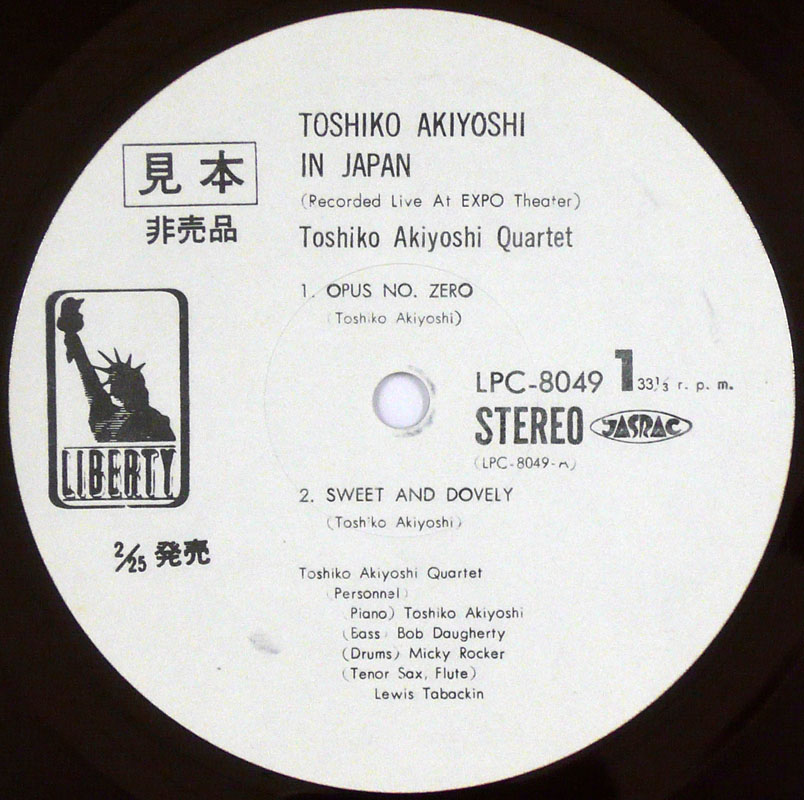 見本
非売品
TOSHIKO AKIYOSHI
IN JAPAN
(Recorded Live At EXPO Theater)
Toshiko Akiyoshi Quartet
1. OPUS NO. ZERO
(Toshiko Akiyoshi)
LPC-8049 1 33⅓ r. p. m.
STEREO JASRAC
(LPC-8049-A)
LIBERTY
2/25 発売
2. SWEET AND DOVELY
(Toshiko Akiyoshi)
Toshiko Akiyoshi Quartet
(Personnel)
(Piano) Toshiko Akiyoshi
(Bass) Bob Daugherty
(Drums) Micky Rocker
(Tenor Sax, Flute)
Lewis Tabackin